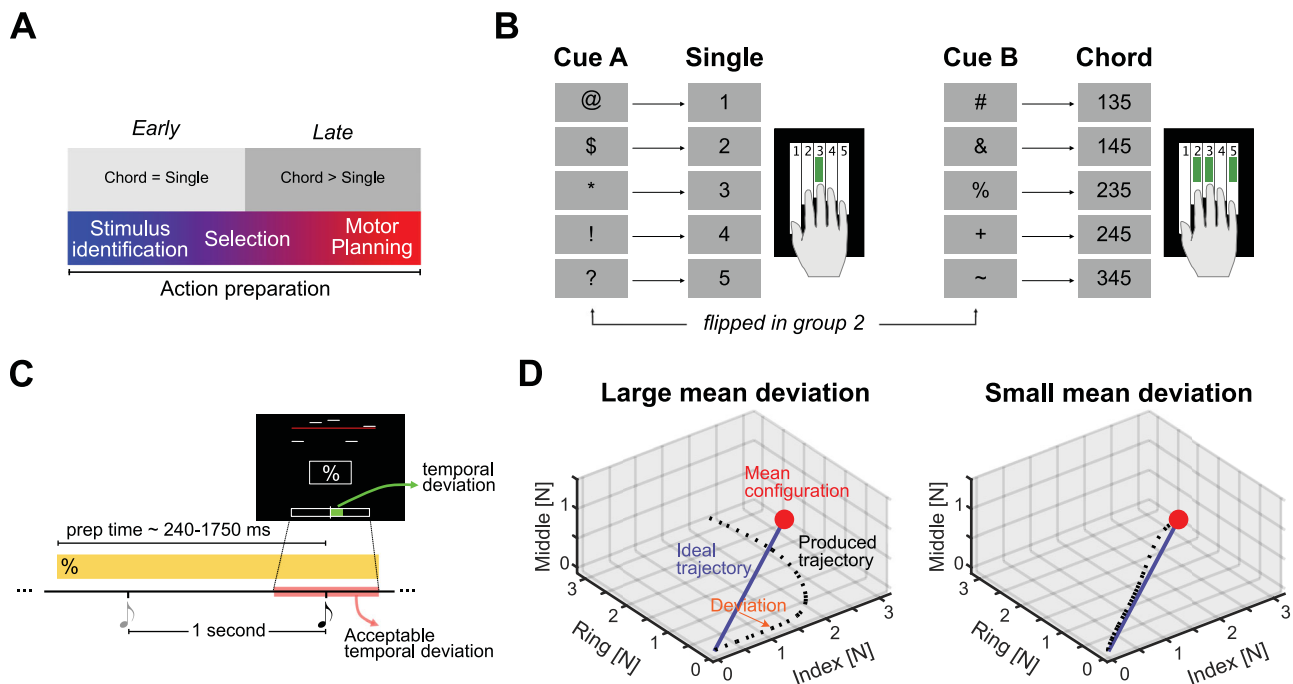 A
Early
Late
Chord = Single
Chord > Single
Stimulus
identification
Selection
Motor
Planning
Action preparation
B
Cue A
Single
@
1
$
2
*
3
!
4
?
5
1 2 3 4 5
Cue B
Chord
#
135
&
145
%
235
+
245
~
345
1 2 3 4 5
flipped in group 2
C
%
temporal
deviation
prep time ~ 240-1750 ms
%
...
...
1 second
Acceptable
temporal deviation
D
Large mean deviation
Middle [N]
1
0
3
2
1
0
Ring [N]
0
1
2
3
Index [N]
Mean
configuration
Ideal
trajectory
Produced
trajectory
Deviation
Small mean deviation
Middle [N]
1
0
3
2
1
0
Ring [N]
0
1
2
3
Index [N]